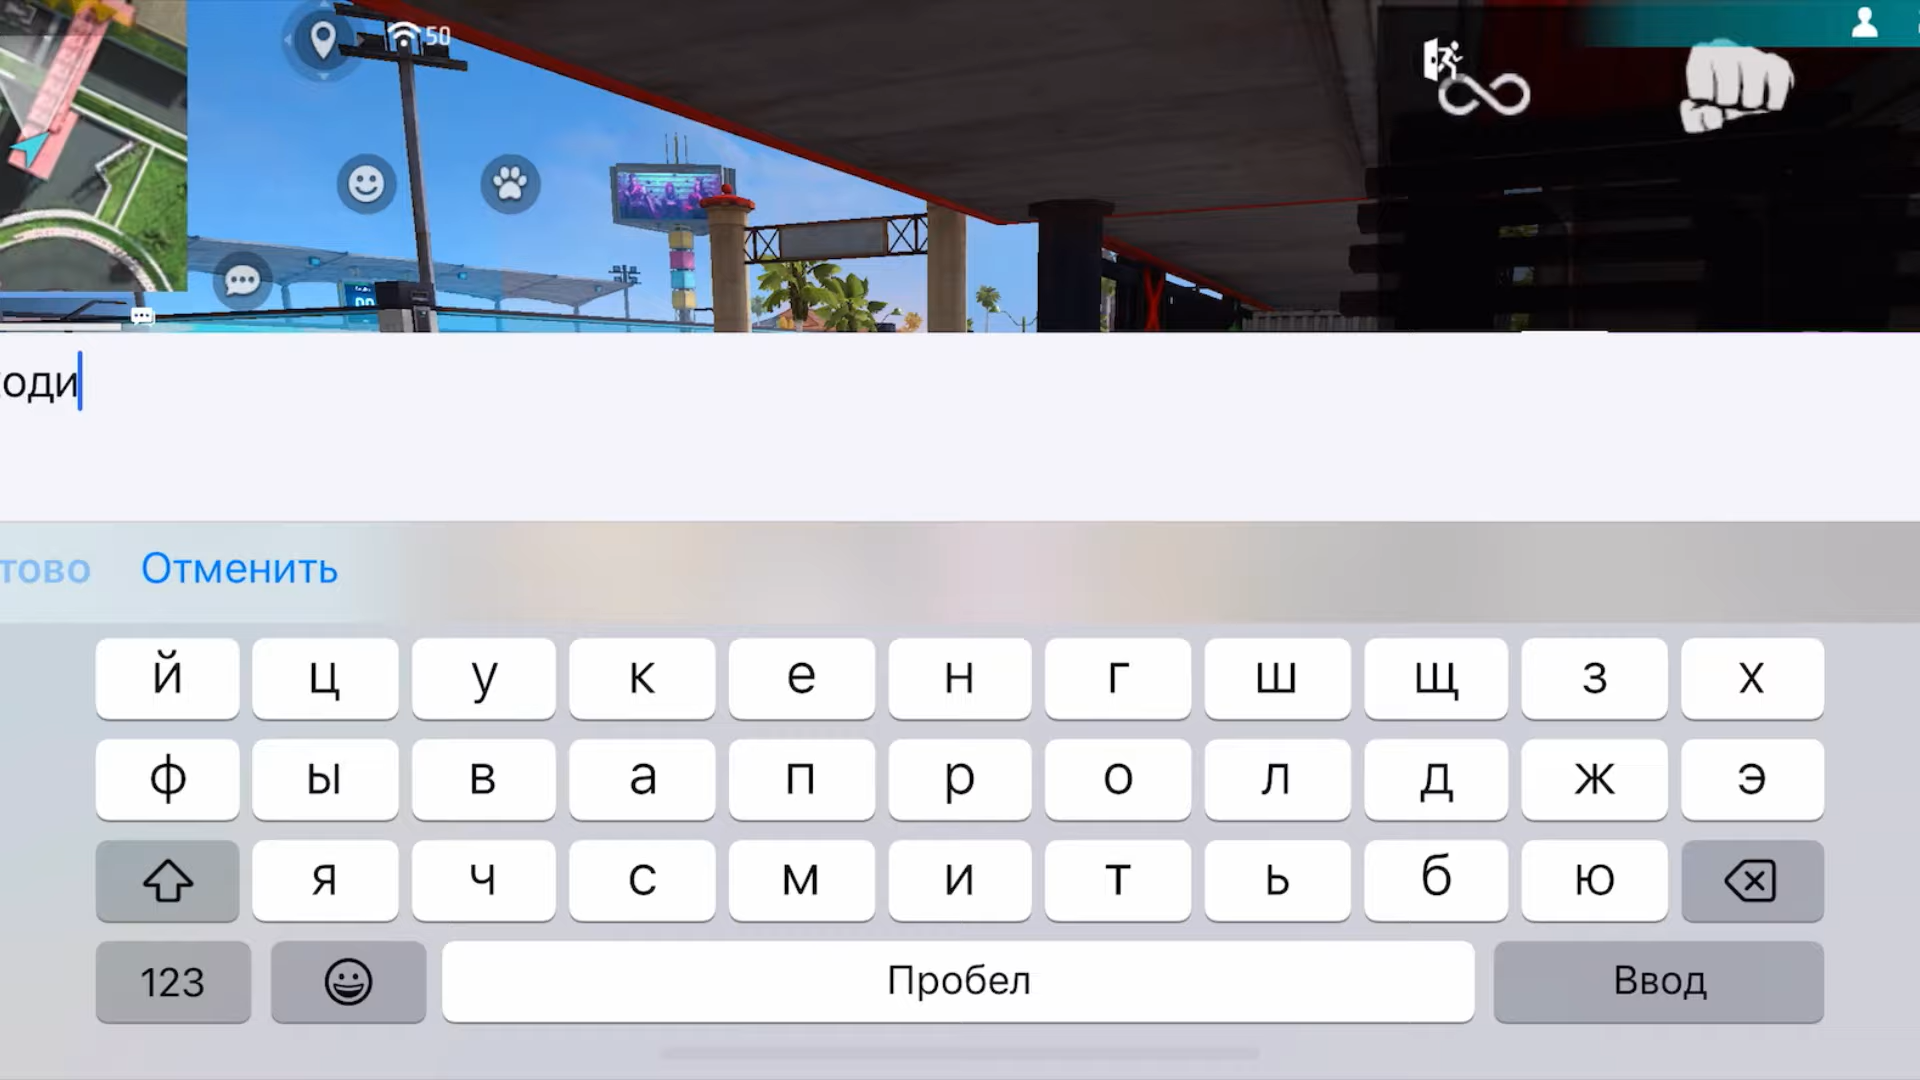 50
оди
тово Отменить
й ц у к е н г ш щ з х
ф ы в а п р о л д ж э
я ч с м и т ь б ю
123 Пробел Ввод